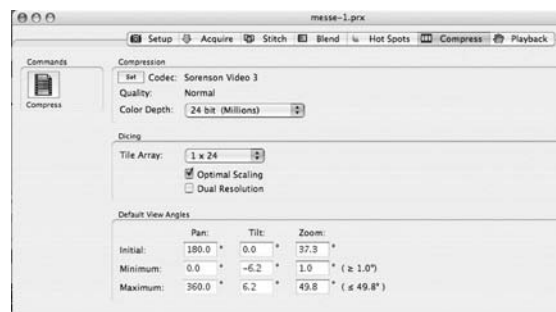 messe-1.prx
Setup Acquire Stitch Blend Hot Spots Compress Playback
Commands
Compress
Compression
Set Codec: Sorenson Video 3
Quality: Normal
Color Depth: 24 bit (Millions)
Dicing
Tile Array: 1 x 24
Optimal Scaling
Dual Resolution
Default View Angles
Pan: Tilt: Zoom:
Initial: 180.0 ° 0.0 ° 37.3 °
Minimum: 0.0 ° -6.2 ° 1.0 ° (≥ 1.0°)
Maximum: 360.0 ° 6.2 ° 49.8 ° (≤ 49.8°)